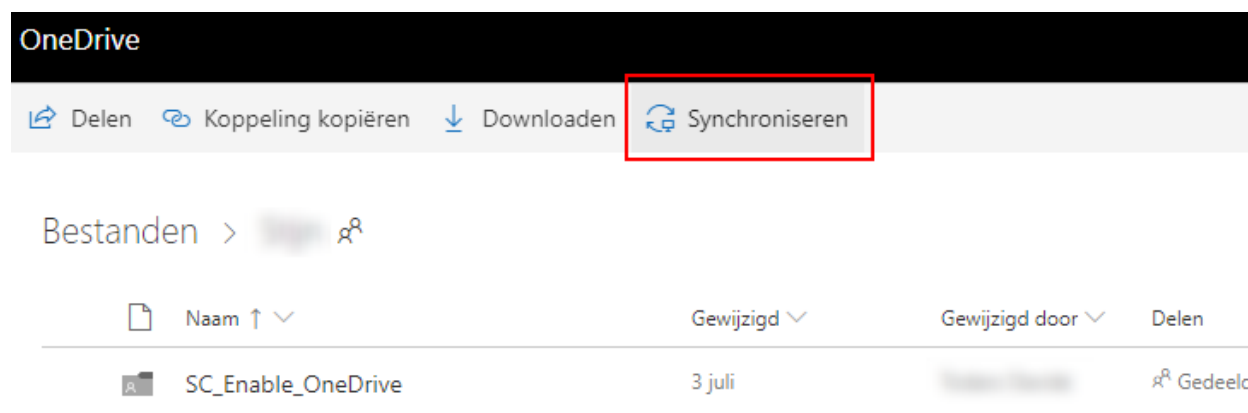 OneDrive
Delen Koppeling kopiëren Downloaden Synchroniseren
Bestanden >
Naam ↑ Gewijzigd Gewijzigd door Delen
SC_Enable_OneDrive 3 juli